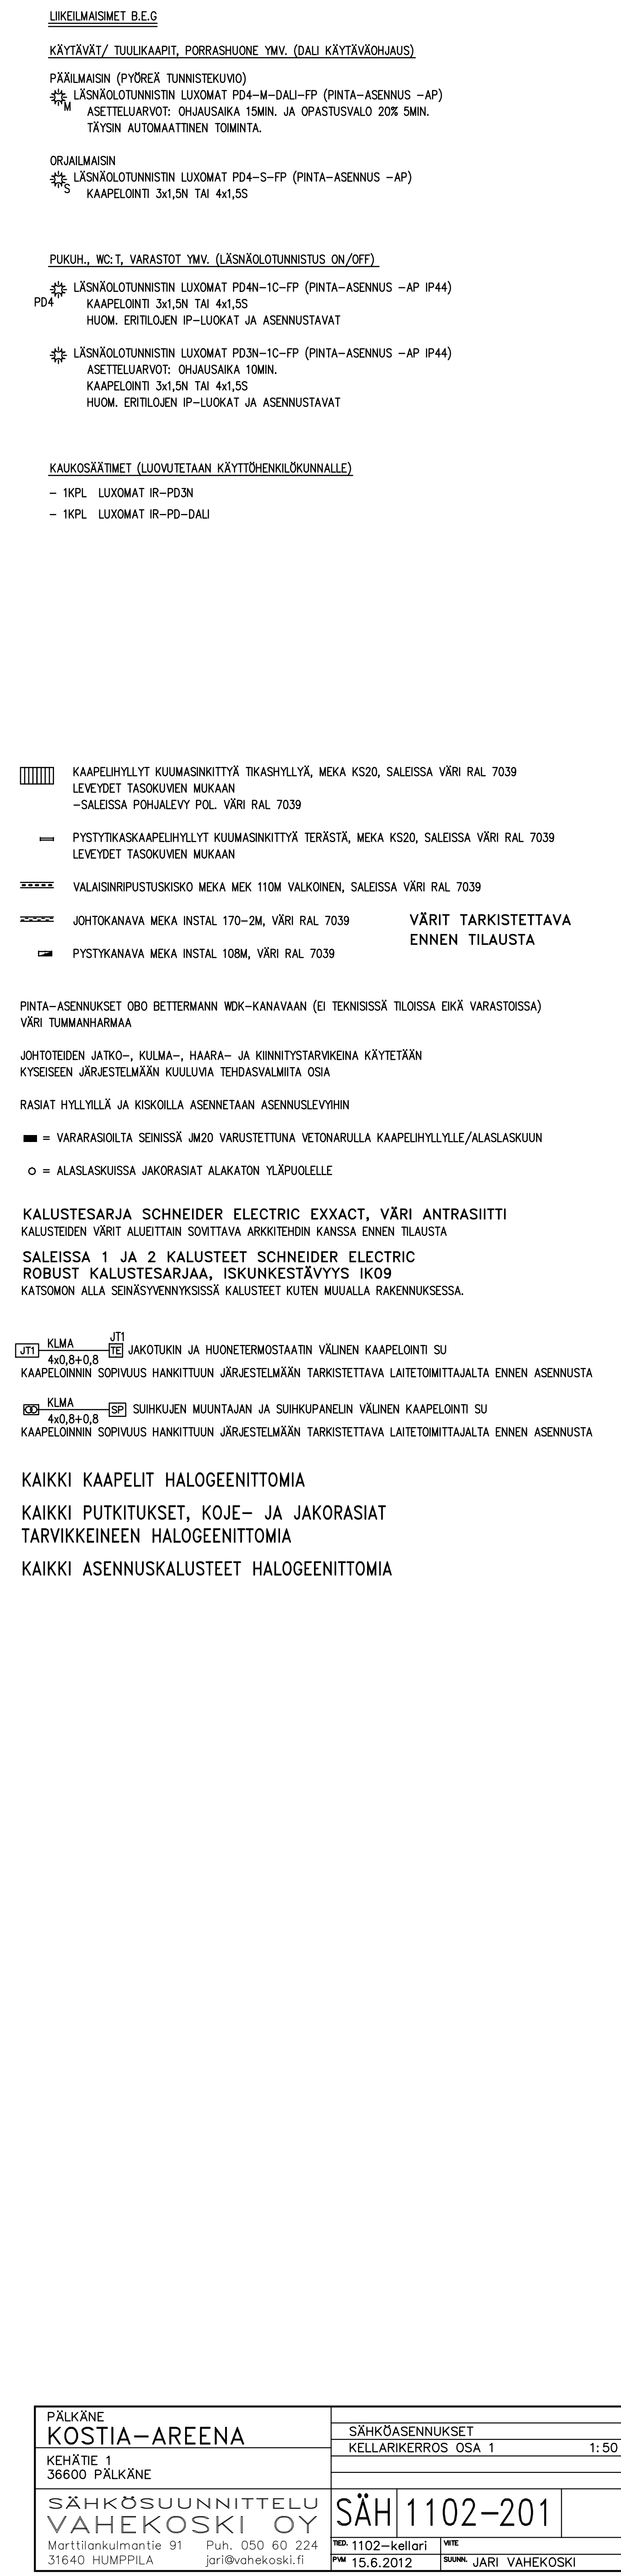 LIIKEILMAISIMET B.E.G
KÄYTÄVÄT/ TUULIKAAPIT, PORRASHUONE YMV. (DALI KÄYTÄVÄOHJAUS)
PÄÄILMAISIN (PYÖREÄ TUNNISTEKUVIO)
M LÄSNÄOLOTUNNISTIN LUXOMAT PD4-M-DALI-FP (PINTA-ASENNUS -AP)
ASETTELUARVOT: OHJAUSAIKA 15MIN. JA OPASTUSVALO 20% 5MIN.
TÄYSIN AUTOMAATTINEN TOIMINTA.
ORJAILMAISIN
S LÄSNÄOLOTUNNISTIN LUXOMAT PD4-S-FP (PINTA-ASENNUS -AP)
KAAPELOINTI 3x1,5N TAI 4x1,5S
PUKUH., WC:T, VARASTOT YMV. (LÄSNÄOLOTUNNISTUS ON/OFF)
PD4 LÄSNÄOLOTUNNISTIN LUXOMAT PD4N-1C-FP (PINTA-ASENNUS -AP IP44)
KAAPELOINTI 3x1,5N TAI 4x1,5S
HUOM. ERITILOJEN IP-LUOKAT JA ASENNUSTAVAT
LÄSNÄOLOTUNNISTIN LUXOMAT PD3N-1C-FP (PINTA-ASENNUS -AP IP44)
ASETTELUARVOT: OHJAUSAIKA 10MIN.
KAAPELOINTI 3x1,5N TAI 4x1,5S
HUOM. ERITILOJEN IP-LUOKAT JA ASENNUSTAVAT
KAUKOSÄÄTIMET (LUOVUTETAAN KÄYTTÖHENKILÖKUNNALLE)
- 1KPL LUXOMAT IR-PD3N
- 1KPL LUXOMAT IR-PD-DALI
KAAPELIHYLLYT KUUMASINKITTYÄ TIKASHYLLYÄ, MEKA KS20, SALEISSA VÄRI RAL 7039
LEVEYDET TASOKUVIEN MUKAAN
-SALEISSA POHJALEVY POL. VÄRI RAL 7039
PYSTYTIKASKAAPELIHYLLYT KUUMASINKITTYÄ TERÄSTÄ, MEKA KS20, SALEISSA VÄRI RAL 7039
LEVEYDET TASOKUVIEN MUKAAN
VALAISINRIPUSTUSKISKO MEKA MEK 110M VALKOINEN, SALEISSA VÄRI RAL 7039
JOHTOKANAVA MEKA INSTAL 170-2M, VÄRI RAL 7039
PYSTYKANAVA MEKA INSTAL 108M, VÄRI RAL 7039
VÄRIT TARKISTETTAVA
ENNEN TILAUSTA
PINTA-ASENNUKSET OBO BETTERMANN WDK-KANAVAAN (EI TEKNISISSÄ TILOISSA EIKÄ VARASTOISSA)
VÄRI TUMMANHARMAA
JOHTOTEIDEN JATKO-, KULMA-, HAARA- JA KIINNITYSTARVIKEINA KÄYTETÄÄN
KYSEISEEN JÄRJESTELMÄÄN KUULUVIA TEHDASVALMIITA OSIA
RASIAT HYLLYILLÄ JA KISKOILLA ASENNETAAN ASENNUSLEVYIHIN
= VARARASIOILTA SEINISSÄ JM20 VARUSTETTUNA VETONARULLA KAAPELIHYLLYLLE/ALASLASKUUN
= ALASLASKUISSA JAKORASIAT ALAKATON YLÄPUOLELLE
KALUSTESARJA SCHNEIDER ELECTRIC EXXACT, VÄRI ANTRASIITTI
KALUSTEIDEN VÄRIT ALUEITTAIN SOVITTAVA ARKKITEHDIN KANSSA ENNEN TILAUSTA
SALEISSA 1 JA 2 KALUSTEET SCHNEIDER ELECTRIC
ROBUST KALUSTESARJAA, ISKUNKESTÄVYYS IK09
KATSOMON ALLA SEINÄSYVENNYKSISSÄ KALUSTEET KUTEN MUUALLA RAKENNUKSESSA.
JT1
JT1 KLMA TE JAKOTUKIN JA HUONETERMOSTAATIN VÄLINEN KAAPELOINTI SU
4x0,8+0,8
KAAPELOINNIN SOPIVUUS HANKITTUUN JÄRJESTELMÄÄN TARKISTETTAVA LAITETOIMITTAJALTA ENNEN ASENNUSTA
KLMA SP SUIHKUJEN MUUNTAJAN JA SUIHKUPANELIN VÄLINEN KAAPELOINTI SU
4x0,8+0,8
KAAPELOINNIN SOPIVUUS HANKITTUUN JÄRJESTELMÄÄN TARKISTETTAVA LAITETOIMITTAJALTA ENNEN ASENNUSTA
KAIKKI KAAPELIT HALOGEENITTOMIA
KAIKKI PUTKITUKSET, KOJE- JA JAKORASIAT
TARVIKKEINEEN HALOGEENITTOMIA
KAIKKI ASENNUSKALUSTEET HALOGEENITTOMIA
PÄLKÄNE
KOSTIA-AREENA
KEHÄTIE 1
36600 PÄLKÄNE
SÄHKÖASENNUKSET
KELLARIKERROS OSA 1 1:50
SÄHKÖSUUNNITTELU
VAHEKOSKI OY
Marttilankulmantie 91 Puh. 050 60 224
31640 HUMPPILA jari@vahekoski.fi
SÄH 1102-201
TIED. 1102-kellari VIITE
PVM 15.6.2012 SUUNN. JARI VAHEKOSKI